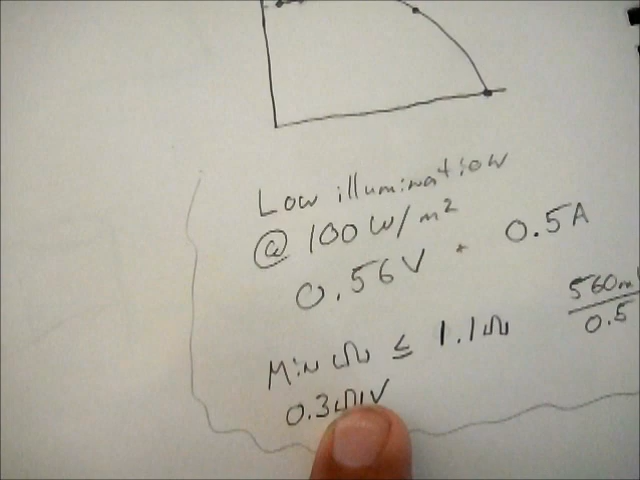 Low illumination
@ 100 W/m²
0.56V • 0.5A
560m
0.5
Min Ω ≤ 1.1Ω